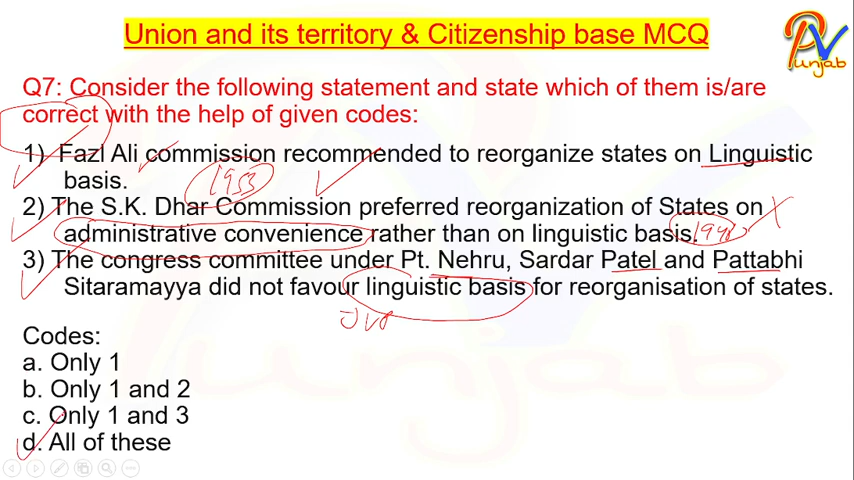 Union and its territory & Citizenship base MCQ
PV
unjab
Q7: Consider the following statement and state which of them is/are
correct with the help of given codes:
1) Fazl Ali commission recommended to reorganize states on Linguistic
basis.
1953
2) The S.K. Dhar Commission preferred reorganization of States on
administrative convenience rather than on linguistic basis.
3) The congress committee under Pt. Nehru, Sardar Patel and Pattabhi
Sitaramayya did not favour linguistic basis for reorganisation of states.
JVP
Codes:
a. Only 1
b. Only 1 and 2
c. Only 1 and 3
d. All of these